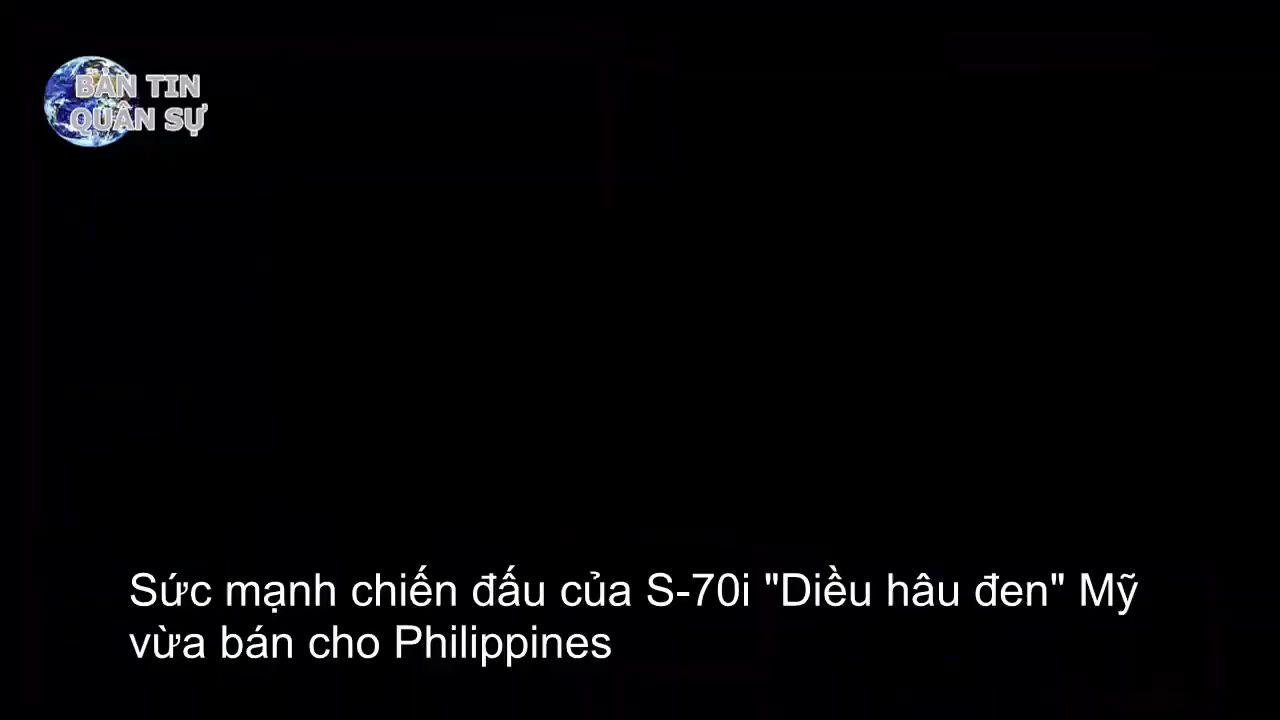 BẢN TIN
QUÂN SỰ
Sức mạnh chiến đấu của S-70i "Diều hâu đen" Mỹ
vừa bán cho Philippines